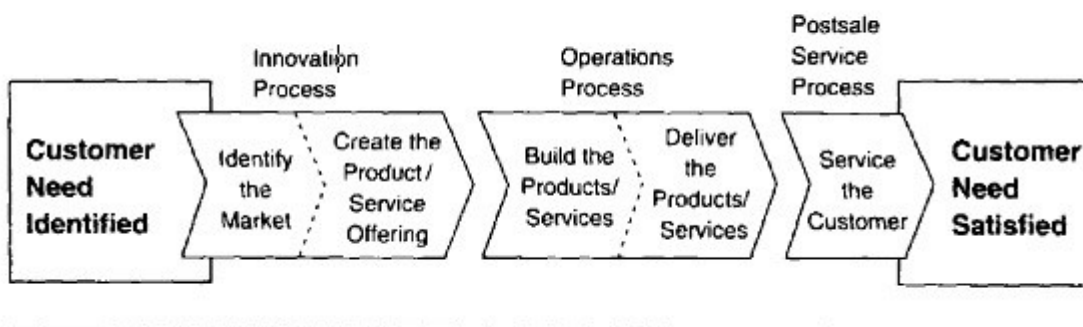 Innovation
Process
Operations
Process
Postsale
Service
Process
Customer
Need
Identified
Identify
the
Market
Create the
Product/
Service
Offering
Build the
Products/
Services
Deliver
the
Products/
Services
Service
the
Customer
Customer
Need
Satisfied